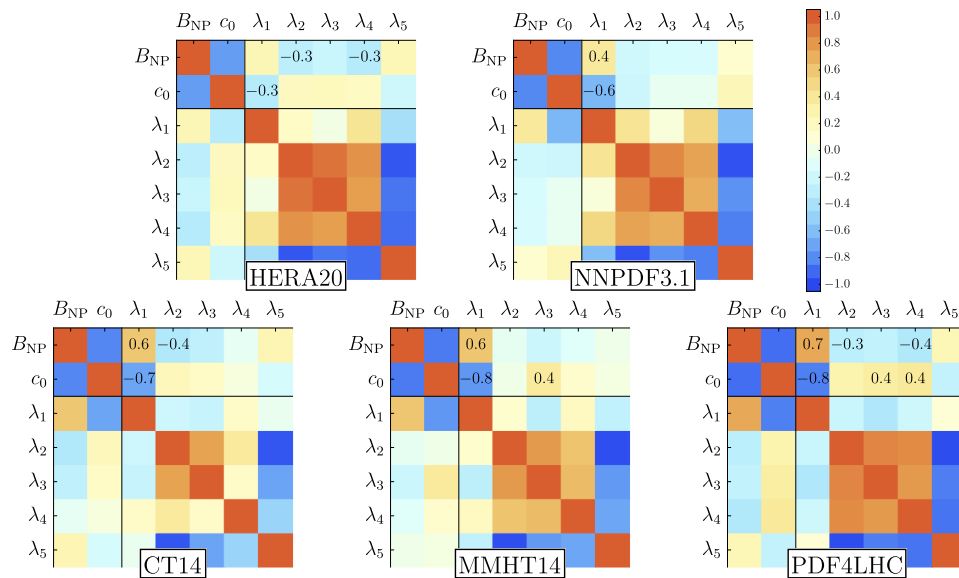 B_NP c_0 λ_1 λ_2 λ_3 λ_4 λ_5
B_NP −0.3 −0.3
c_0 −0.3
λ_1
λ_2
λ_3
λ_4
λ_5
HERA20
B_NP c_0 λ_1 λ_2 λ_3 λ_4 λ_5
B_NP 0.4
c_0 −0.6
λ_1
λ_2
λ_3
λ_4
λ_5
NNPDF3.1
1.0
0.8
0.6
0.4
0.2
0.0
−0.2
−0.4
−0.6
−0.8
−1.0
B_NP c_0 λ_1 λ_2 λ_3 λ_4 λ_5
B_NP 0.6 −0.4
c_0 −0.7
λ_1
λ_2
λ_3
λ_4
λ_5
CT14
B_NP c_0 λ_1 λ_2 λ_3 λ_4 λ_5
B_NP 0.6
c_0 −0.8 0.4
λ_1
λ_2
λ_3
λ_4
λ_5
MMHT14
B_NP c_0 λ_1 λ_2 λ_3 λ_4 λ_5
B_NP 0.7 −0.3 −0.4
c_0 −0.8 0.4 0.4
λ_1
λ_2
λ_3
λ_4
λ_5
PDF4LHC